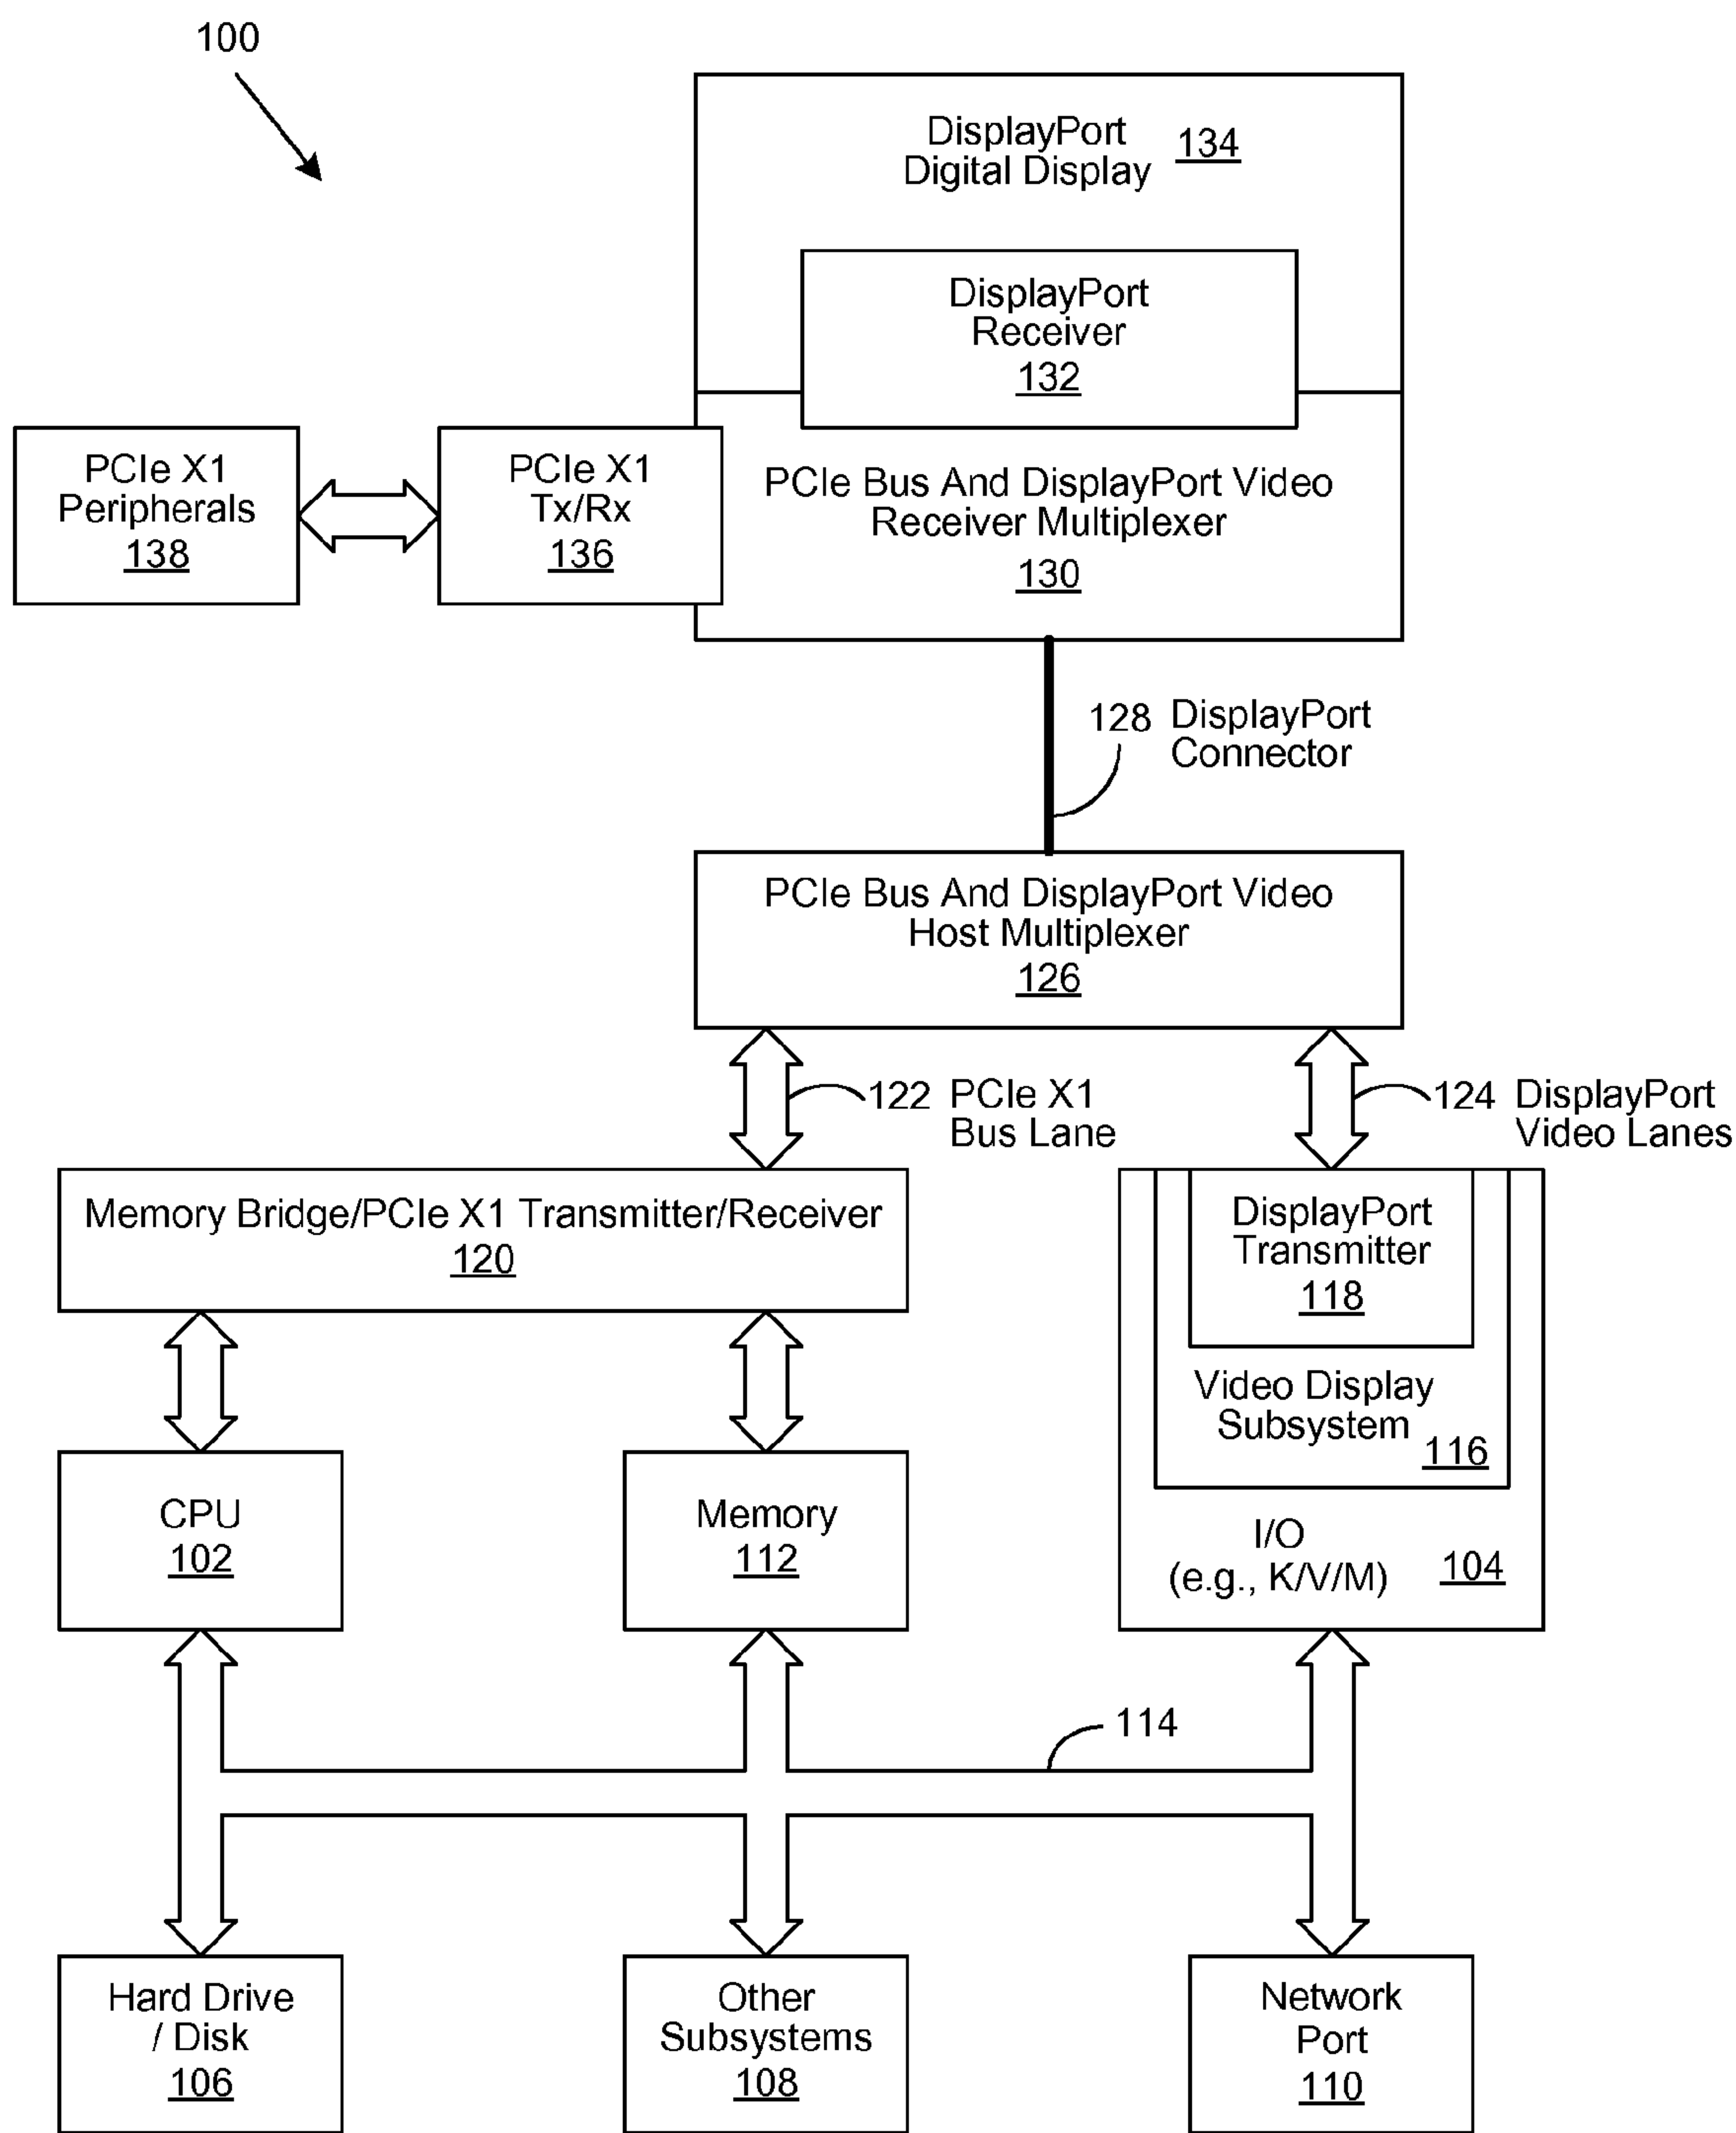 100
DisplayPort
Digital Display
134
DisplayPort
Receiver
132
PCIe X1
Peripherals
138
PCIe X1
Tx/Rx
136
PCIe Bus And DisplayPort Video
Receiver Multiplexer
130
128 DisplayPort
Connector
PCIe Bus And DisplayPort Video
Host Multiplexer
126
122 PCIe X1
Bus Lane
124 DisplayPort
Video Lanes
Memory Bridge/PCIe X1 Transmitter/Receiver
120
DisplayPort
Transmitter
118
Video Display
Subsystem
116
CPU
102
Memory
112
I/O
(e.g., K/V/M)
104
114
Hard Drive
/ Disk
106
Other
Subsystems
108
Network
Port
110